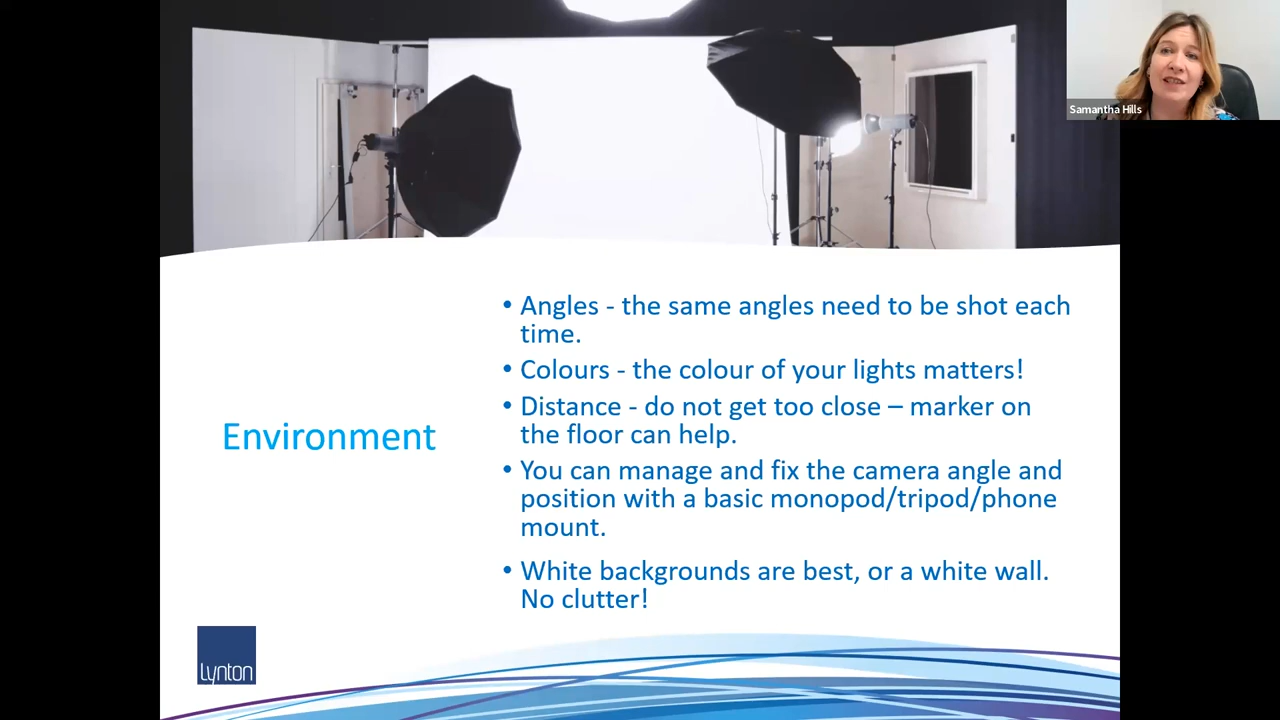 Samantha Hills
• Angles - the same angles need to be shot each
time.
• Colours - the colour of your lights matters!
• Distance - do not get too close – marker on
the floor can help.
Environment
• You can manage and fix the camera angle and
position with a basic monopod/tripod/phone
mount.
• White backgrounds are best, or a white wall.
No clutter!
Lynton